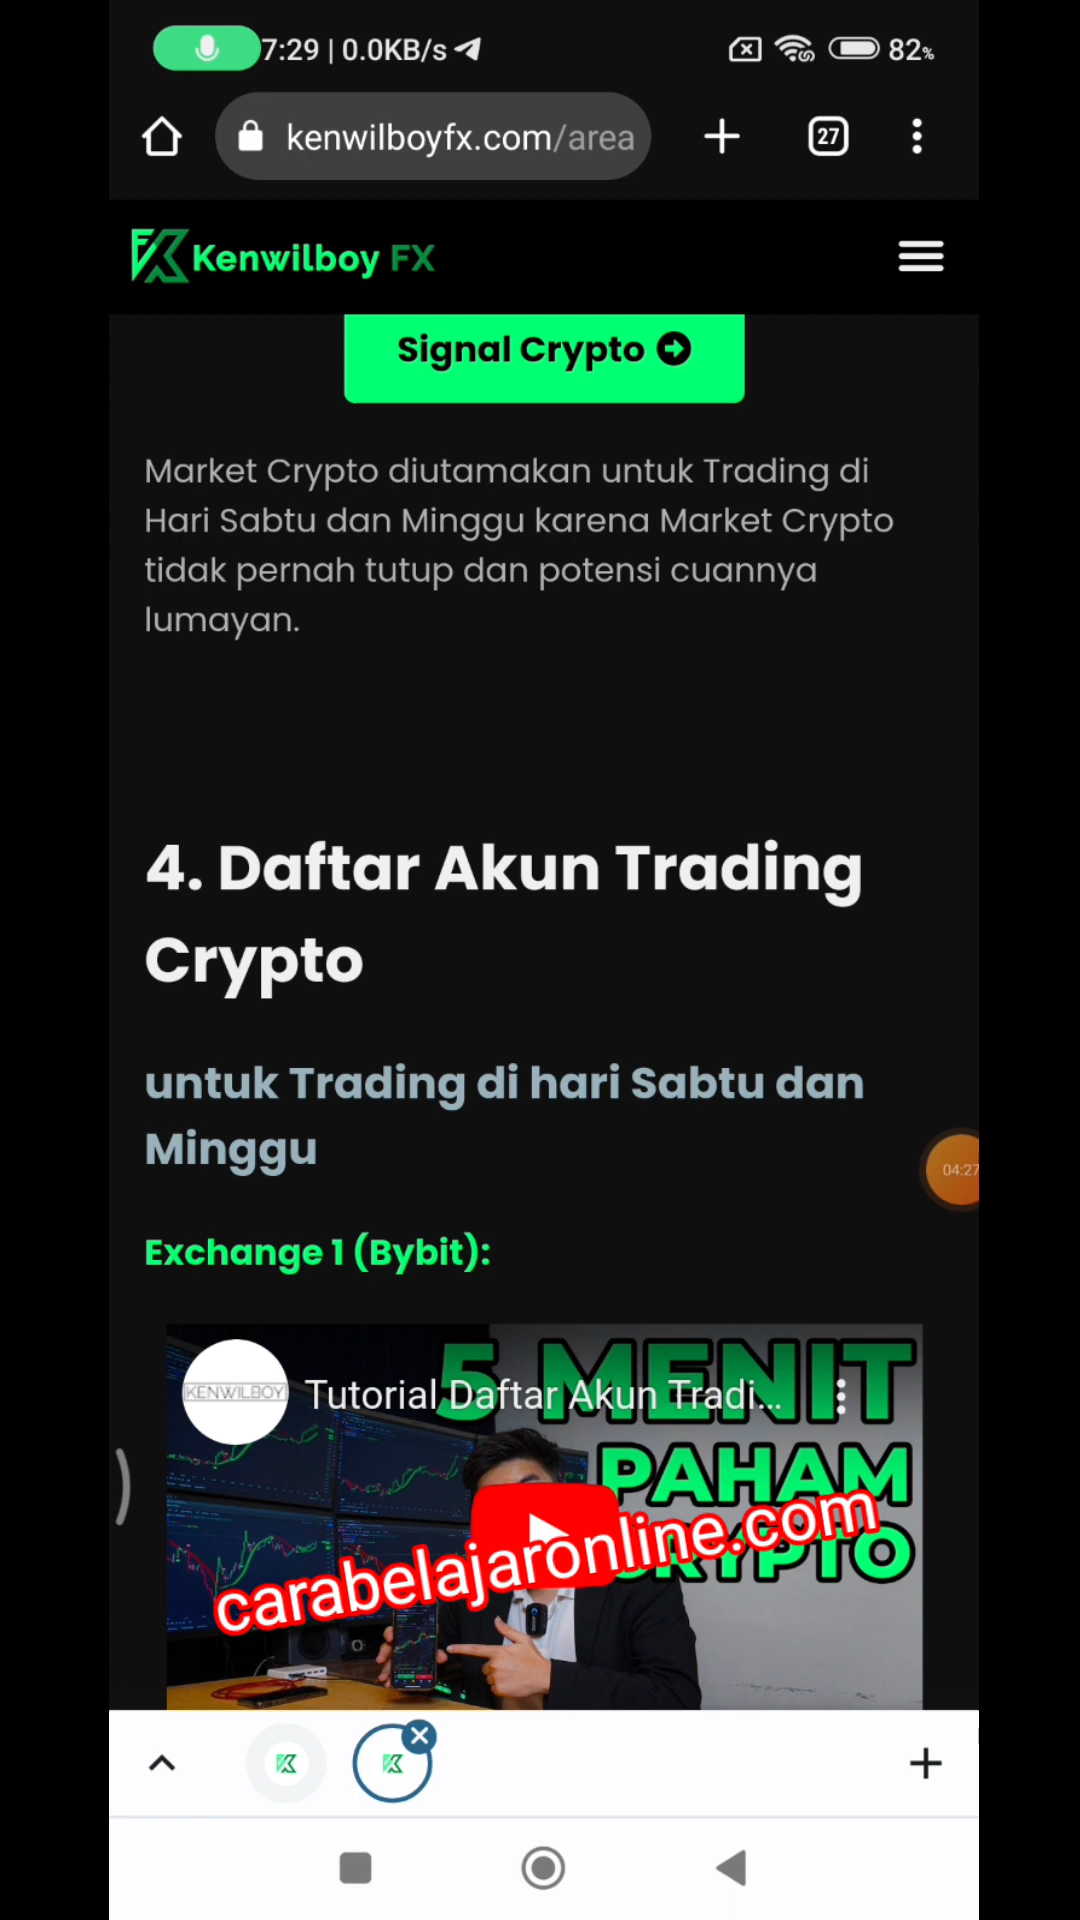 7:29 | 0.0KB/s
82%
kenwilboyfx.com/area
27
Kenwilboy FX
Signal Crypto
Market Crypto diutamakan untuk Trading di
Hari Sabtu dan Minggu karena Market Crypto
tidak pernah tutup dan potensi cuannya
lumayan.
4. Daftar Akun Trading
Crypto
untuk Trading di hari Sabtu dan
Minggu
04:27
Exchange 1 (Bybit):
5 MENIT
KENWILBOY
Tutorial Daftar Akun Tradi...
PAHAM
CRYPTO
carabelajaronline.com